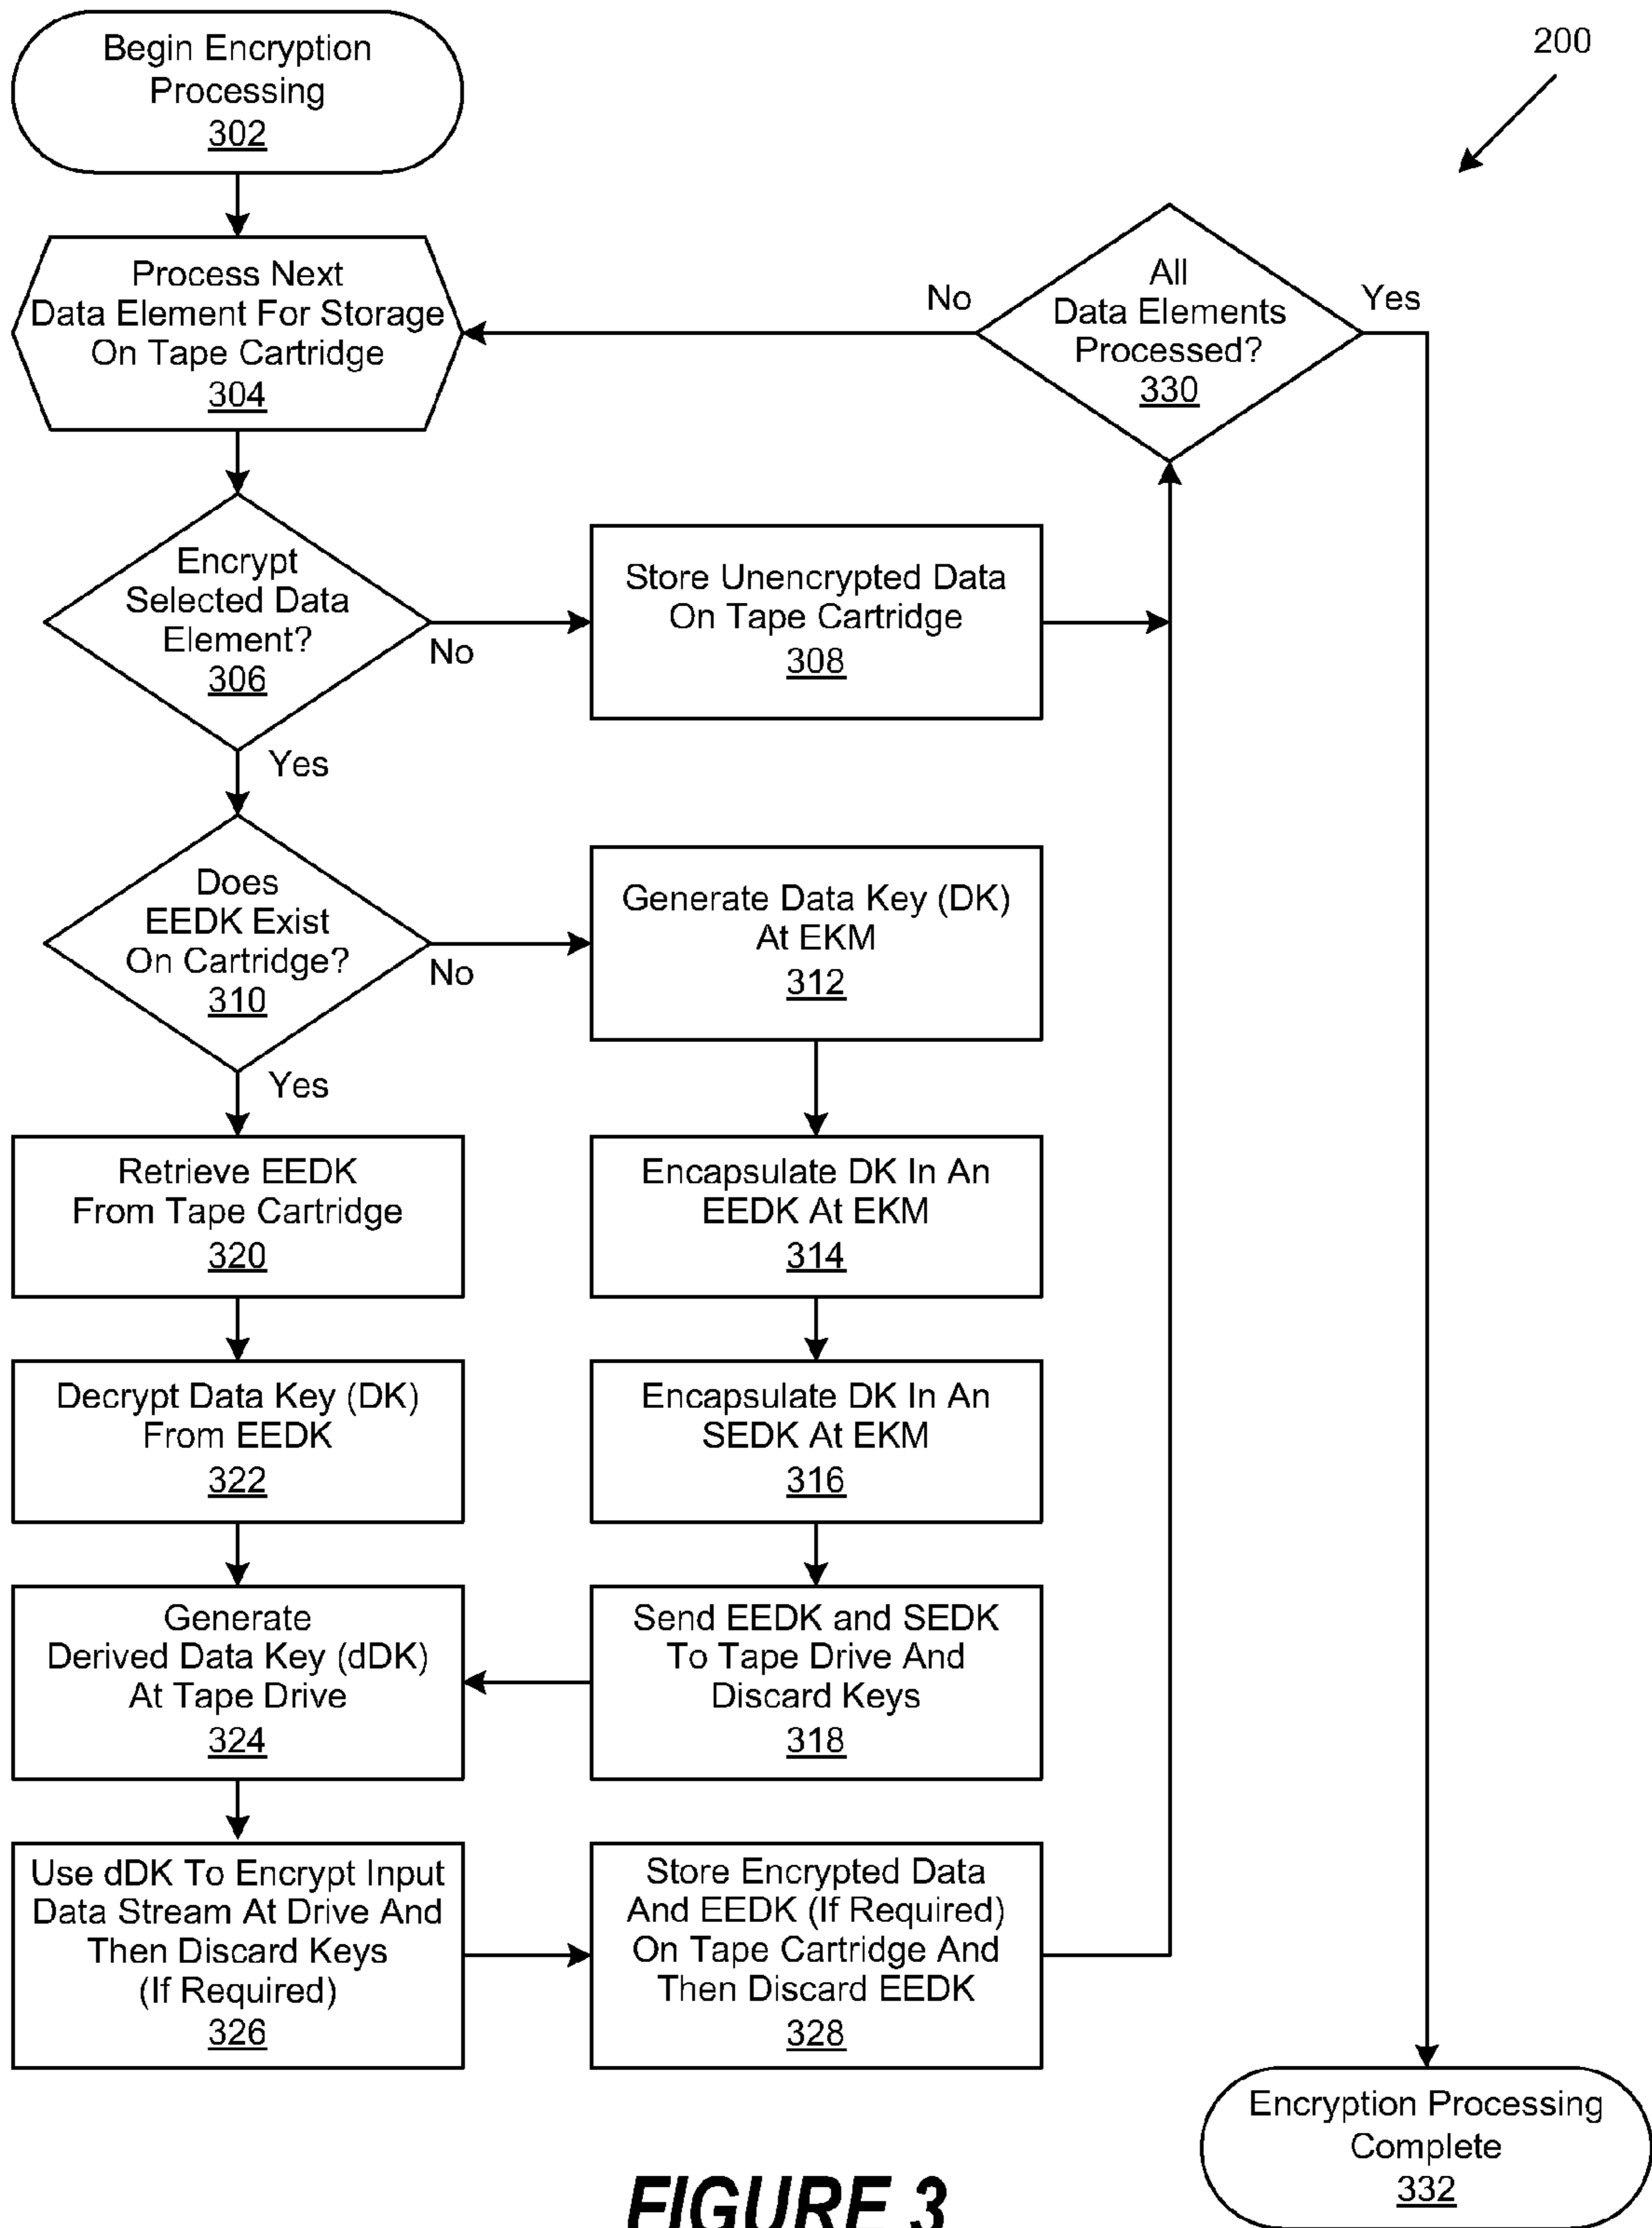 Begin Encryption
Processing
302
200
Process Next
Data Element For Storage
On Tape Cartridge
304
No
All
Data Elements
Processed?
330
Yes
Encrypt
Selected Data
Element?
306
No
Yes
Store Unencrypted Data
On Tape Cartridge
308
Does
EEDK Exist
On Cartridge?
310
No
Yes
Generate Data Key (DK)
At EKM
312
Retrieve EEDK
From Tape Cartridge
320
Encapsulate DK In An
EEDK At EKM
314
Decrypt Data Key (DK)
From EEDK
322
Encapsulate DK In An
SEDK At EKM
316
Generate
Derived Data Key (dDK)
At Tape Drive
324
Send EEDK and SEDK
To Tape Drive And
Discard Keys
318
Use dDK To Encrypt Input
Data Stream At Drive And
Then Discard Keys
(If Required)
326
Store Encrypted Data
And EEDK (If Required)
On Tape Cartridge And
Then Discard EEDK
328
Encryption Processing
Complete
332
FIGURE 3